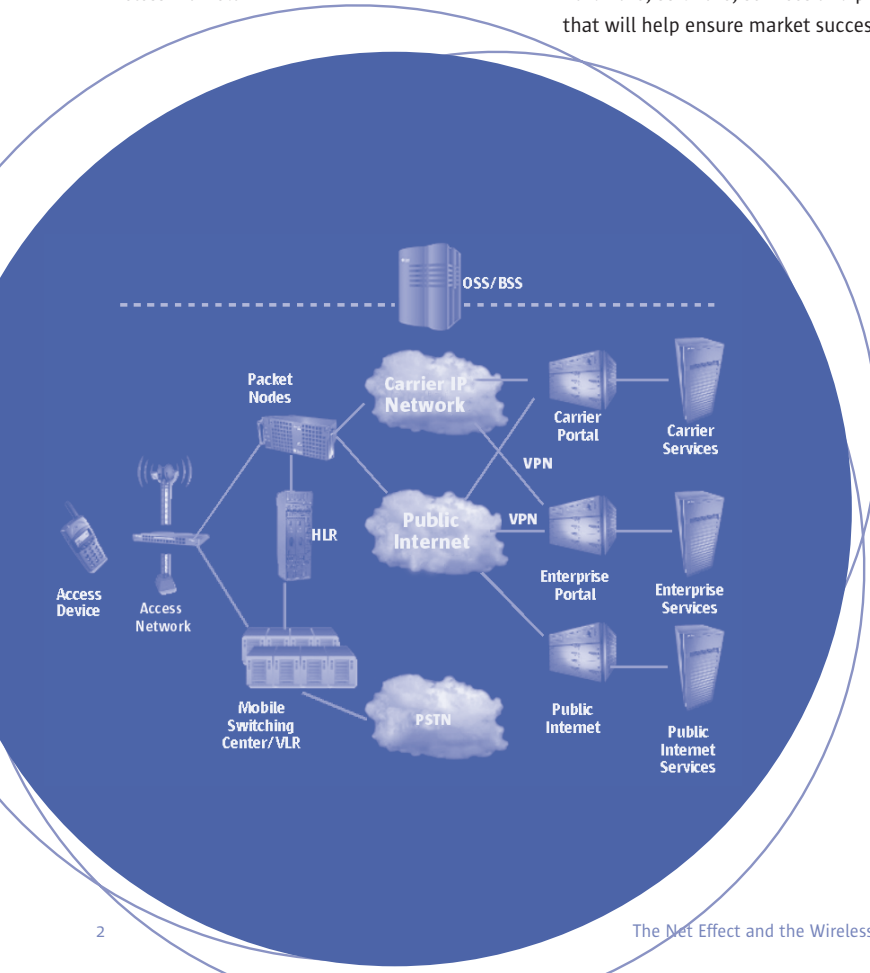 that will help ensure market
OSS/BSS
Packet
Nodes
Carrier IP
Network
Carrier
Portal
Carrier
Services
VPN
Public
Internet
VPN
HLR
Access
Device
Access
Network
Enterprise
Portal
Enterprise
Services
Mobile
Switching
Center/VLR
PSTN
Public
Internet
Public
Internet
Services
2
The Net Effect and the Wireless